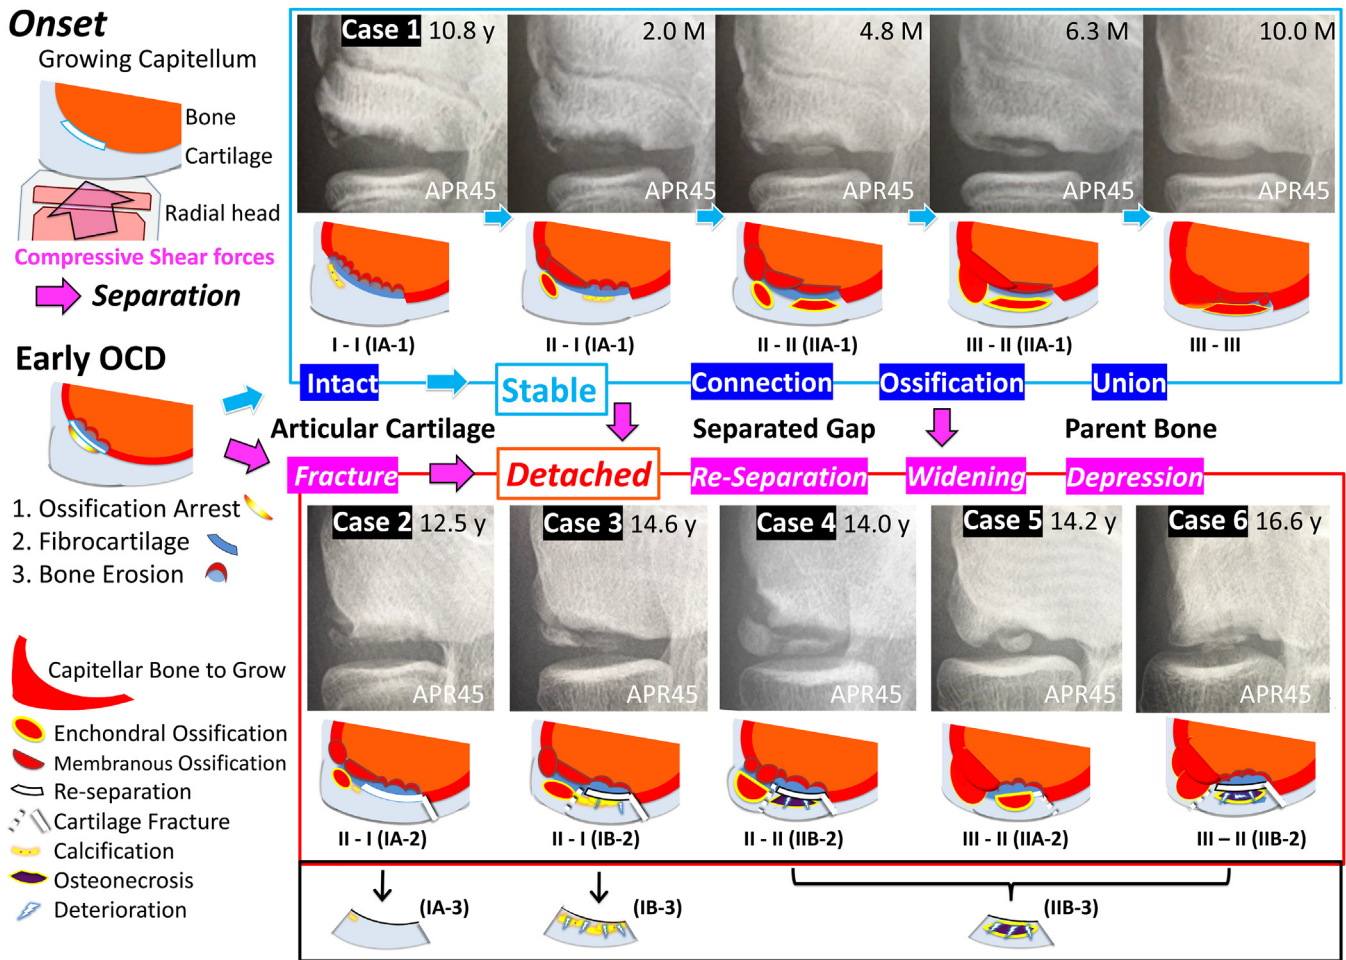 Onset
Growing Capitellum
Bone
Cartilage
Radial head
Compressive Shear forces
Separation
Early OCD
1. Ossification Arrest
2. Fibrocartilage
3. Bone Erosion
Capitellar Bone to Grow
Enchondral Ossification
Membranous Ossification
Re-separation
Cartilage Fracture
Calcification
Osteonecrosis
Deterioration
Case 1 10.8 y
2.0 M
4.8 M
6.3 M
10.0 M
APR45
APR45
APR45
APR45
APR45
I - I (IA-1)
II - I (IA-1)
II - II (IIA-1)
III - II (IIA-1)
III - III
Intact
Stable
Connection
Ossification
Union
Articular Cartilage
Separated Gap
Parent Bone
Fracture
Detached
Re-Separation
Widening
Depression
Case 2 12.5 y
Case 3 14.6 y
Case 4 14.0 y
Case 5 14.2 y
Case 6 16.6 y
APR45
APR45
APR45
APR45
APR45
II - I (IA-2)
II - I (IB-2)
II - II (IIB-2)
III - II (IIA-2)
III – II (IIB-2)
(IA-3)
(IB-3)
(IIB-3)